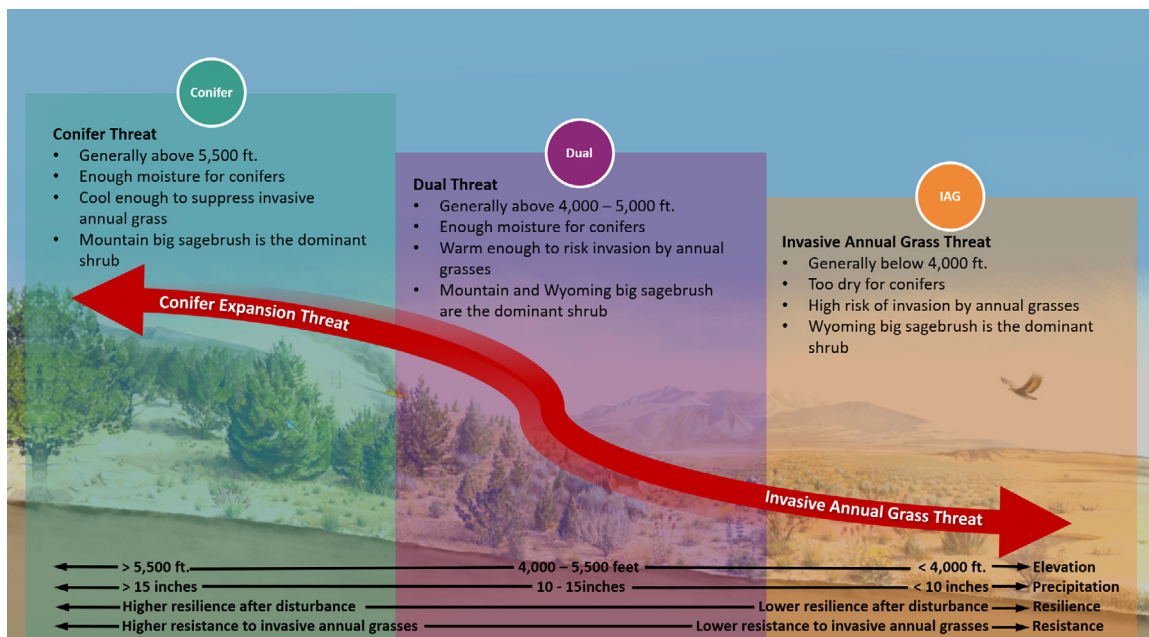 Conifer
Conifer Threat
• Generally above 5,500 ft.
• Enough moisture for conifers
• Cool enough to suppress invasive
annual grass
• Mountain big sagebrush is the dominant
shrub
Dual
Dual Threat
• Generally above 4,000 – 5,000 ft.
• Enough moisture for conifers
• Warm enough to risk invasion by annual
grasses
• Mountain and Wyoming big sagebrush
are the dominant shrub
IAG
Invasive Annual Grass Threat
• Generally below 4,000 ft.
• Too dry for conifers
• High risk of invasion by annual grasses
• Wyoming big sagebrush is the dominant
shrub
Conifer Expansion Threat
Invasive Annual Grass Threat
> 5,500 ft. 4,000 – 5,500 feet < 4,000 ft. Elevation
> 15 inches 10 - 15inches < 10 inches Precipitation
Higher resilience after disturbance Lower resilience after disturbance Resilience
Higher resistance to invasive annual grasses Lower resistance to invasive annual grasses Resistance